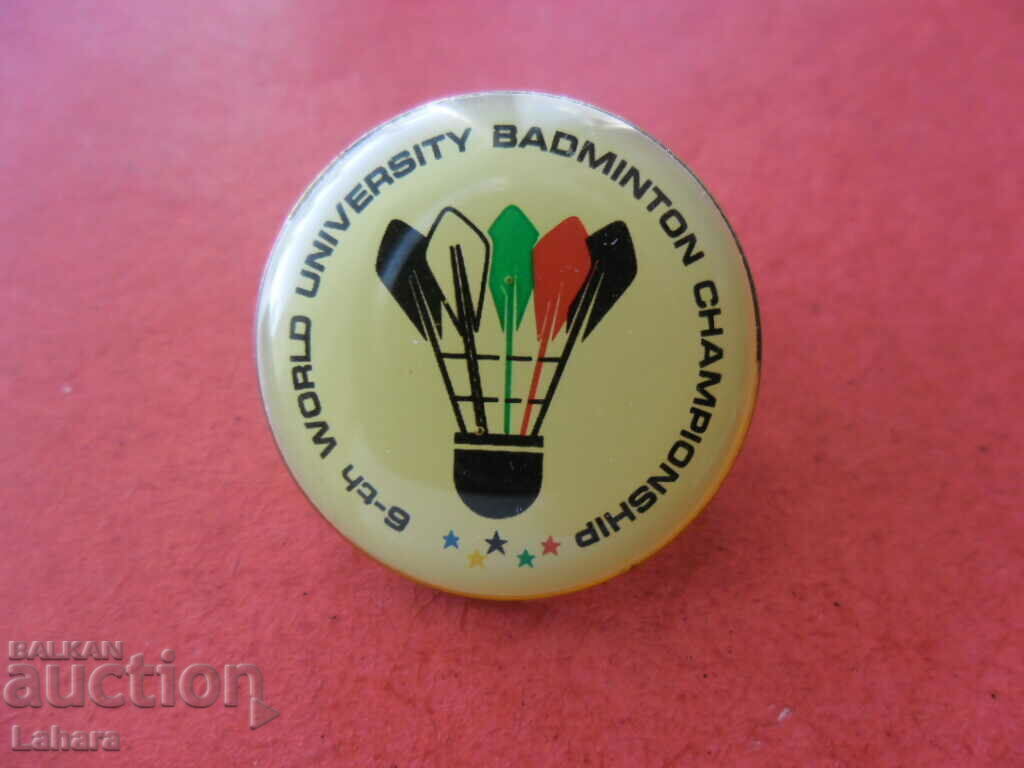 6-th WORLD UNIVERSITY BADMINTON CHAMPIONSHIP
BALKAN
auction
Lahara